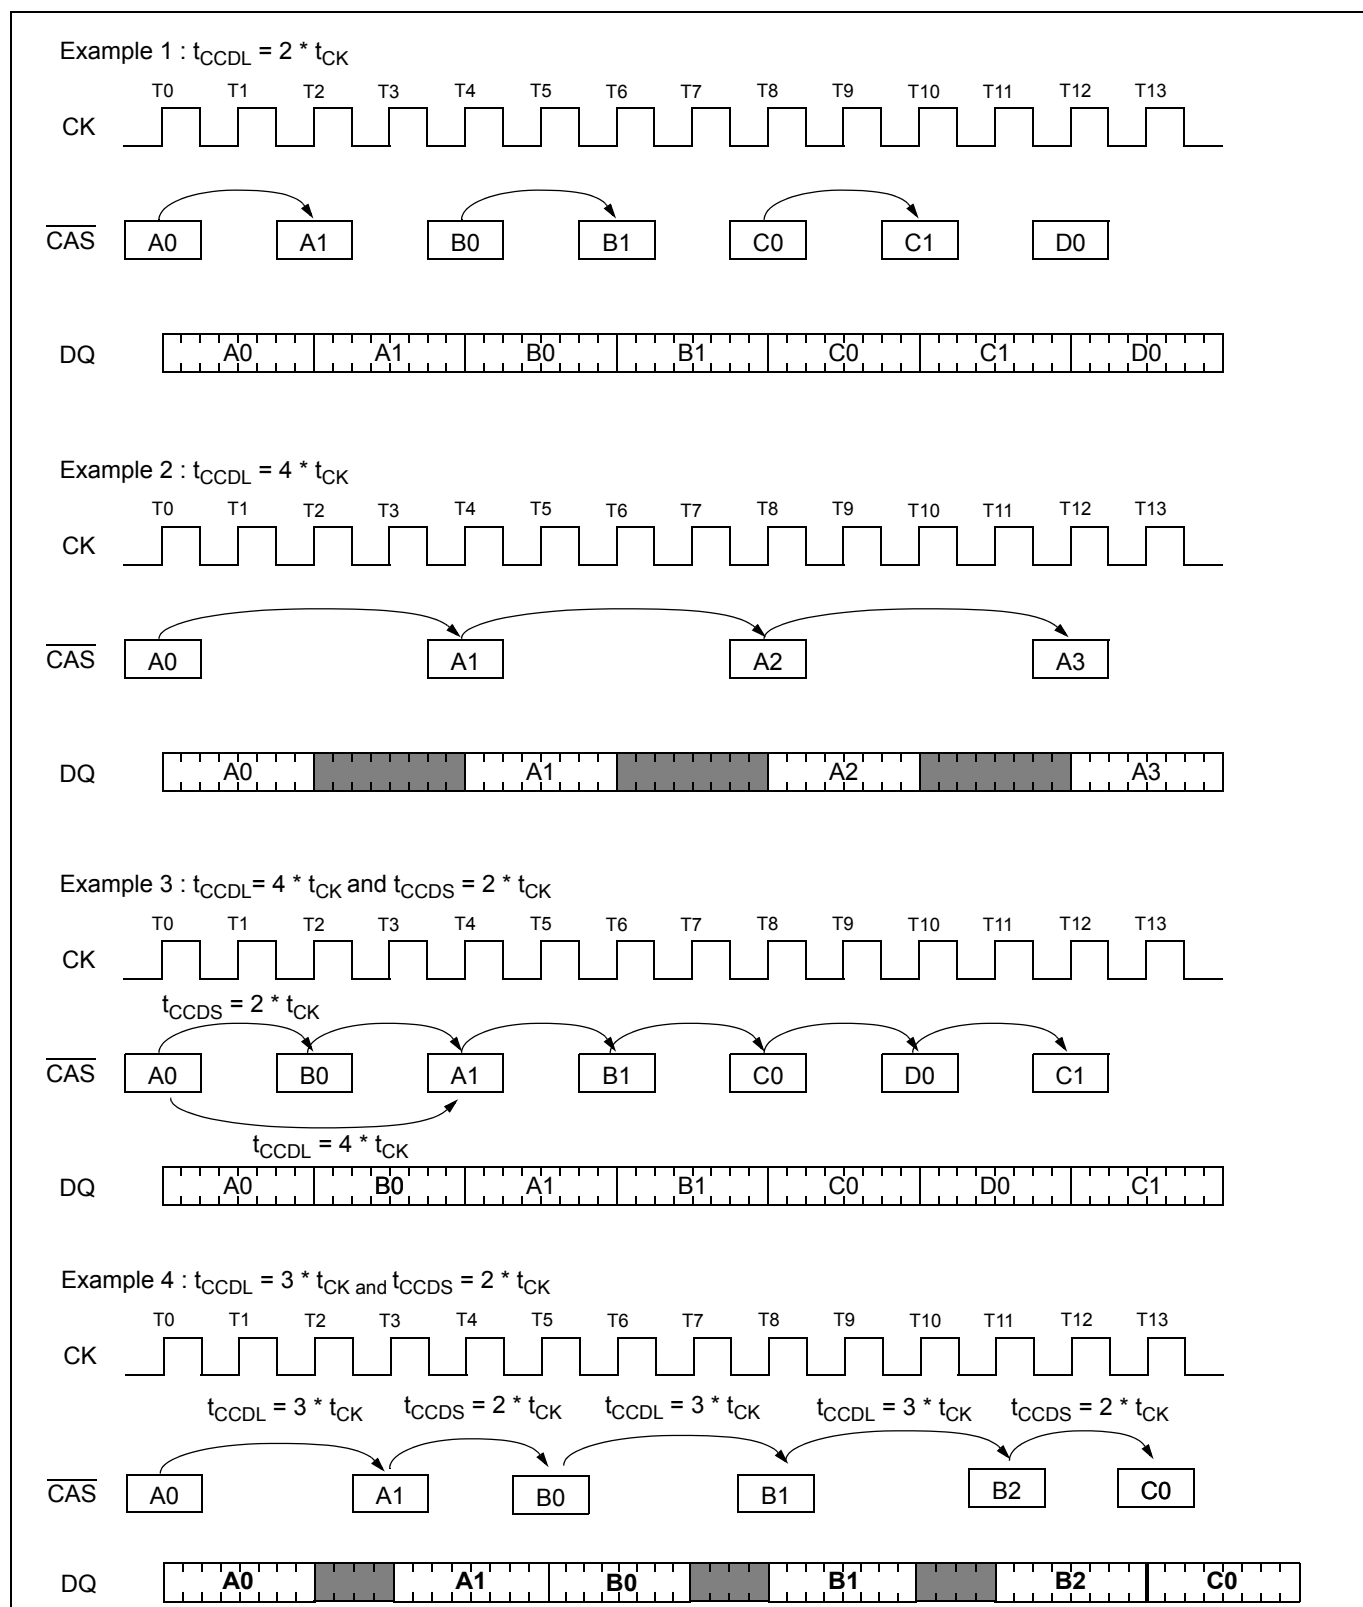 Example 1 : tCCDL = 2 * tCK
T0 T1 T2 T3 T4 T5 T6 T7 T8 T9 T10 T11 T12 T13
CK
CAS A0 A1 B0 B1 C0 C1 D0
DQ A0 A1 B0 B1 C0 C1 D0
Example 2 : tCCDL = 4 * tCK
T0 T1 T2 T3 T4 T5 T6 T7 T8 T9 T10 T11 T12 T13
CK
CAS A0 A1 A2 A3
DQ A0 A1 A2 A3
Example 3 : tCCDL= 4 * tCK and tCCDS = 2 * tCK
T0 T1 T2 T3 T4 T5 T6 T7 T8 T9 T10 T11 T12 T13
CK
tCCDS = 2 * tCK
CAS A0 B0 A1 B1 C0 D0 C1
tCCDL = 4 * tCK
DQ A0 B0 A1 B1 C0 D0 C1
Example 4 : tCCDL = 3 * tCK and tCCDS = 2 * tCK
T0 T1 T2 T3 T4 T5 T6 T7 T8 T9 T10 T11 T12 T13
CK
tCCDL = 3 * tCK tCCDS = 2 * tCK tCCDL = 3 * tCK tCCDL = 3 * tCK tCCDS = 2 * tCK
CAS A0 A1 B0 B1 B2 C0
DQ A0 A1 B0 B1 B2 C0